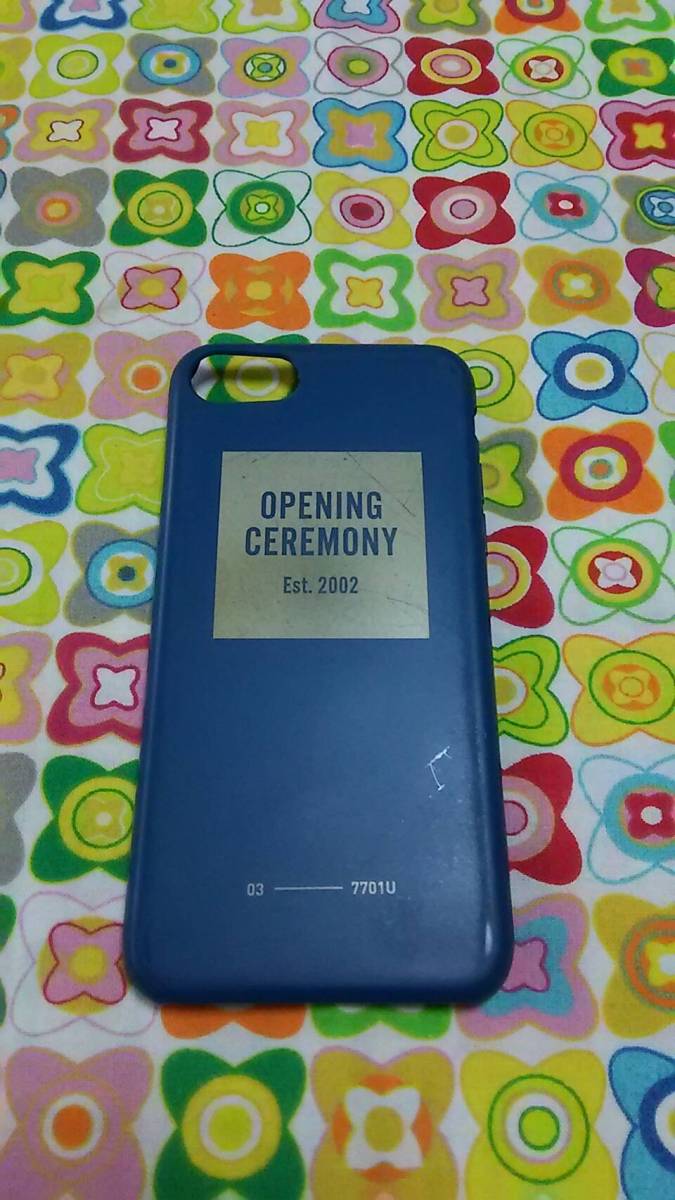 OPENING
CEREMONY
Est. 2002
03 —— 7701U